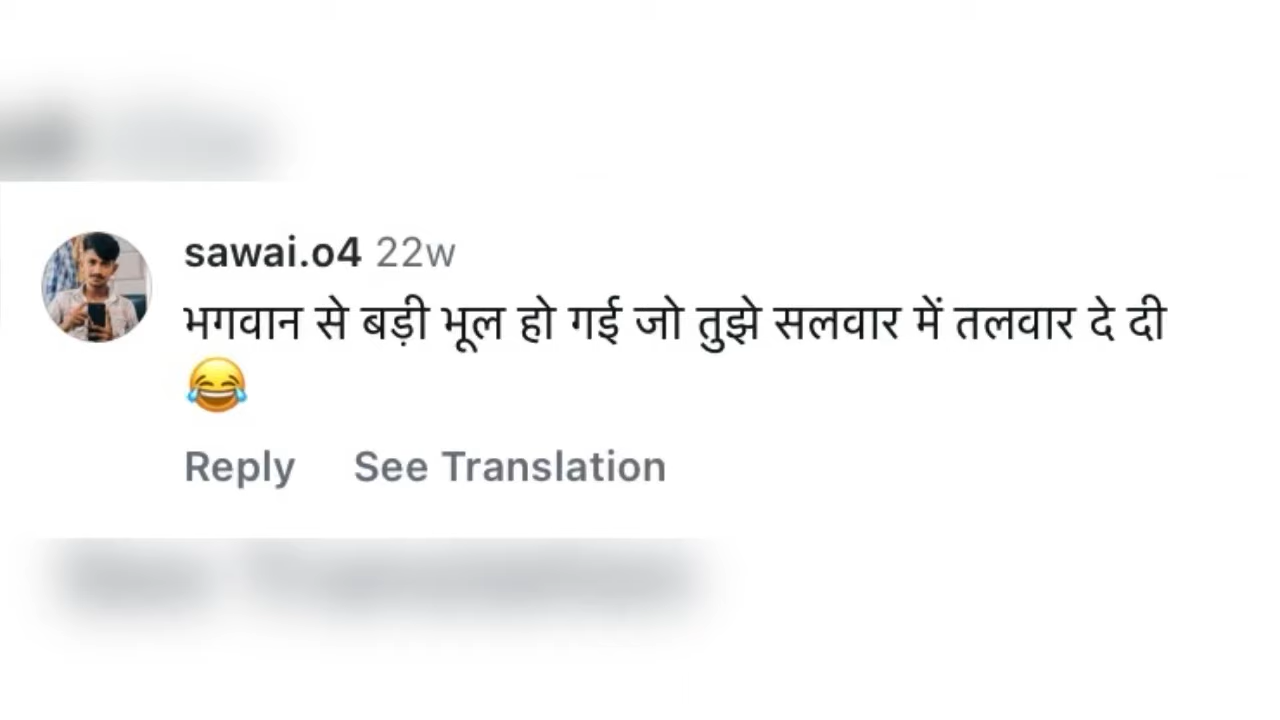 sawai.o4 22w
भगवान से बड़ी भूल हो गई जो तुझे सलवार में तलवार दे दी
😂
Reply See Translation